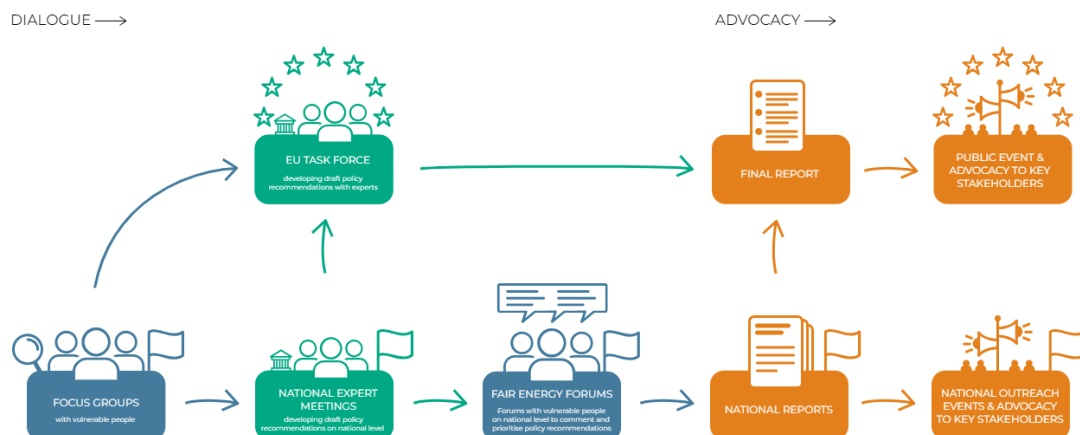 DIALOGUE
ADVOCACY
EU TASK FORCE
developing draft policy
recommendations with experts
FINAL REPORT
PUBLIC EVENT &
ADVOCACY TO KEY
STAKEHOLDERS
FOCUS GROUPS
with vulnerable people
NATIONAL EXPERT
MEETINGS
developing draft policy
recommendations on national level
FAIR ENERGY FORUMS
Forums with vulnerable people
on national level to comment and
prioritise policy recommendations
NATIONAL REPORTS
NATIONAL OUTREACH
EVENTS & ADVOCACY
TO KEY STAKEHOLDERS